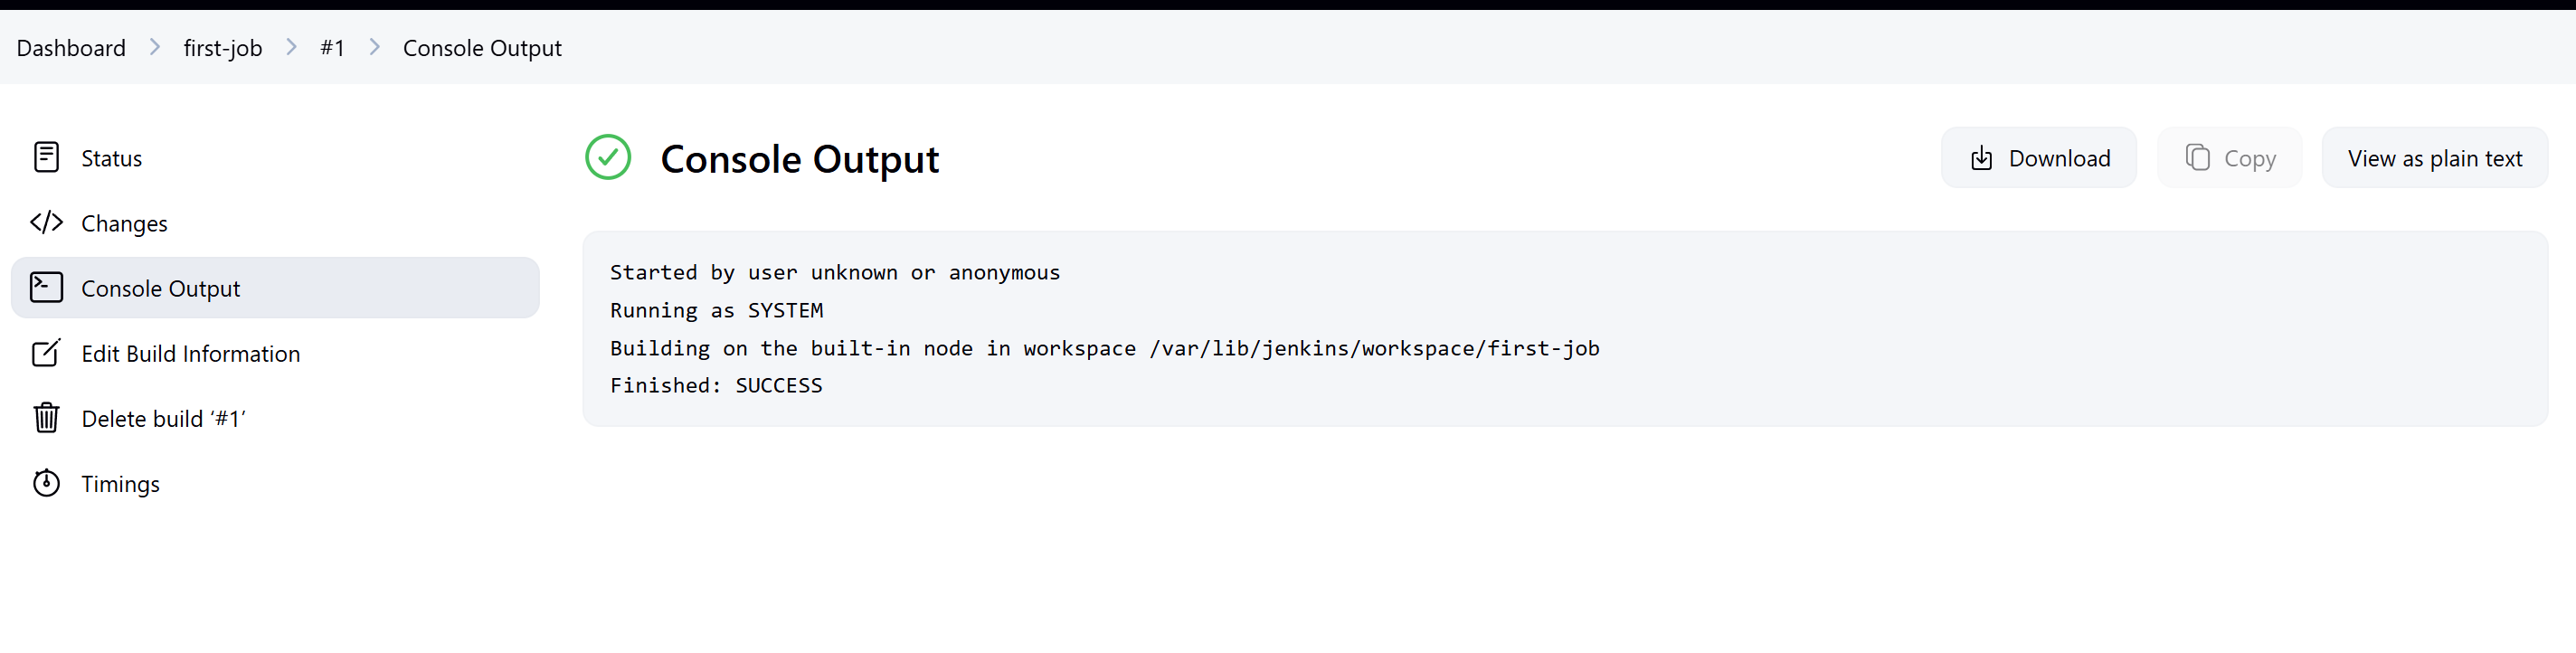 Dashboard > first-job > #1 > Console Output
Status
Changes
Console Output
Edit Build Information
Delete build ‘#1’
Timings
Console Output
Download
Copy
View as plain text
Started by user unknown or anonymous
Running as SYSTEM
Building on the built-in node in workspace /var/lib/jenkins/workspace/first-job
Finished: SUCCESS